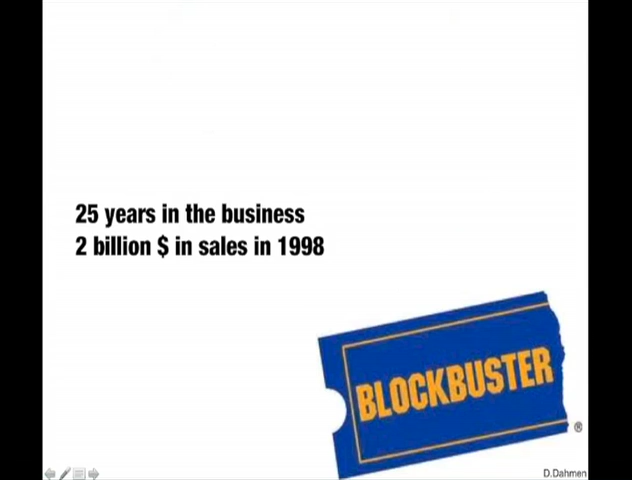 25 years in the business
2 billion $ in sales in 1998
BLOCKBUSTER
®
D.Dahmen